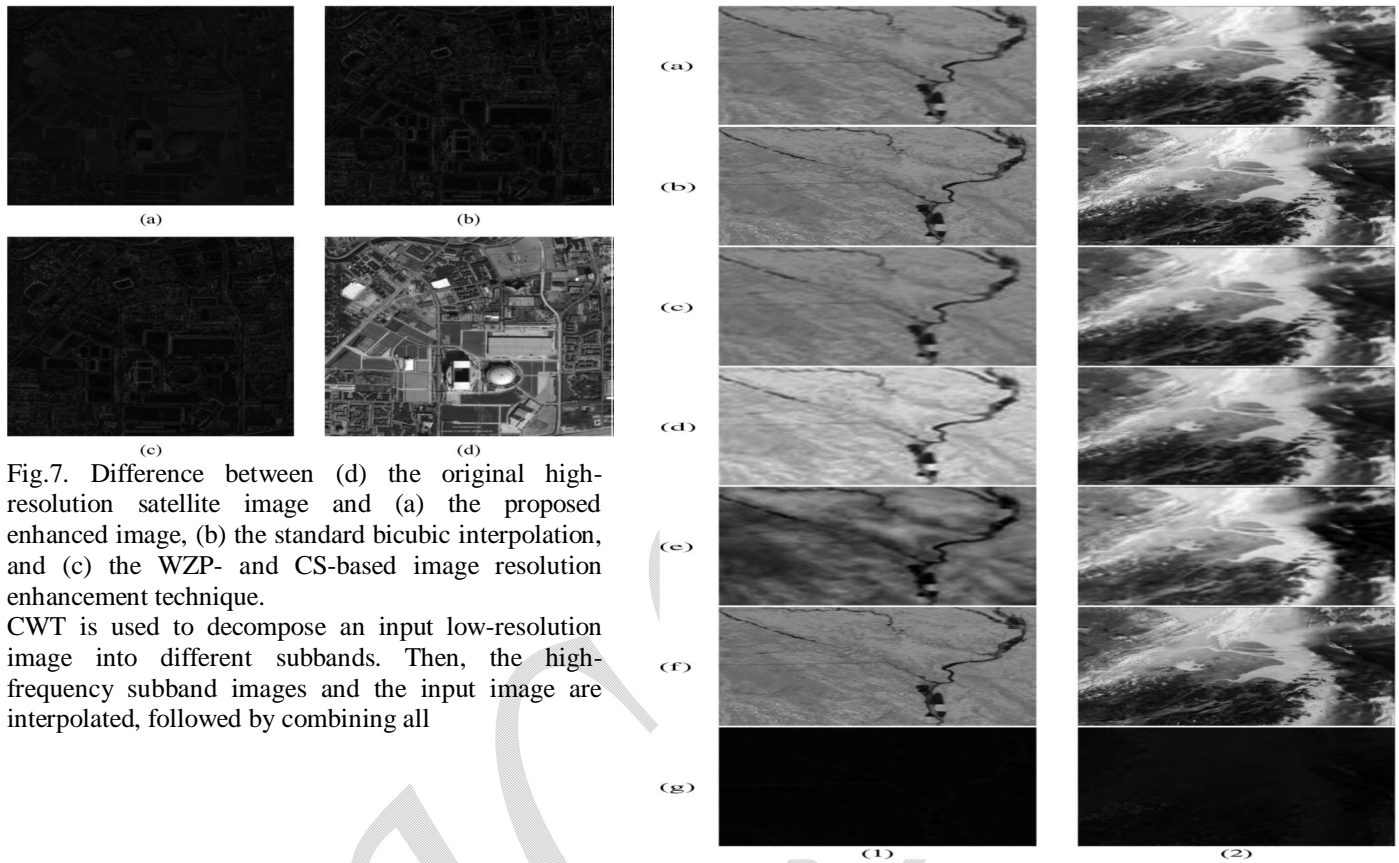 (a)
(b)
(c)
(d)
Fig.7. Difference between (d) the original high-
resolution satellite image and (a) the proposed
enhanced image, (b) the standard bicubic interpolation,
and (c) the WZP- and CS-based image resolution
enhancement technique.
CWT is used to decompose an input low-resolution
image into different subbands. Then, the high-
frequency subband images and the input image are
interpolated, followed by combining all
(a)
(b)
(c)
(d)
(e)
(f)
(g)
(1)
(2)